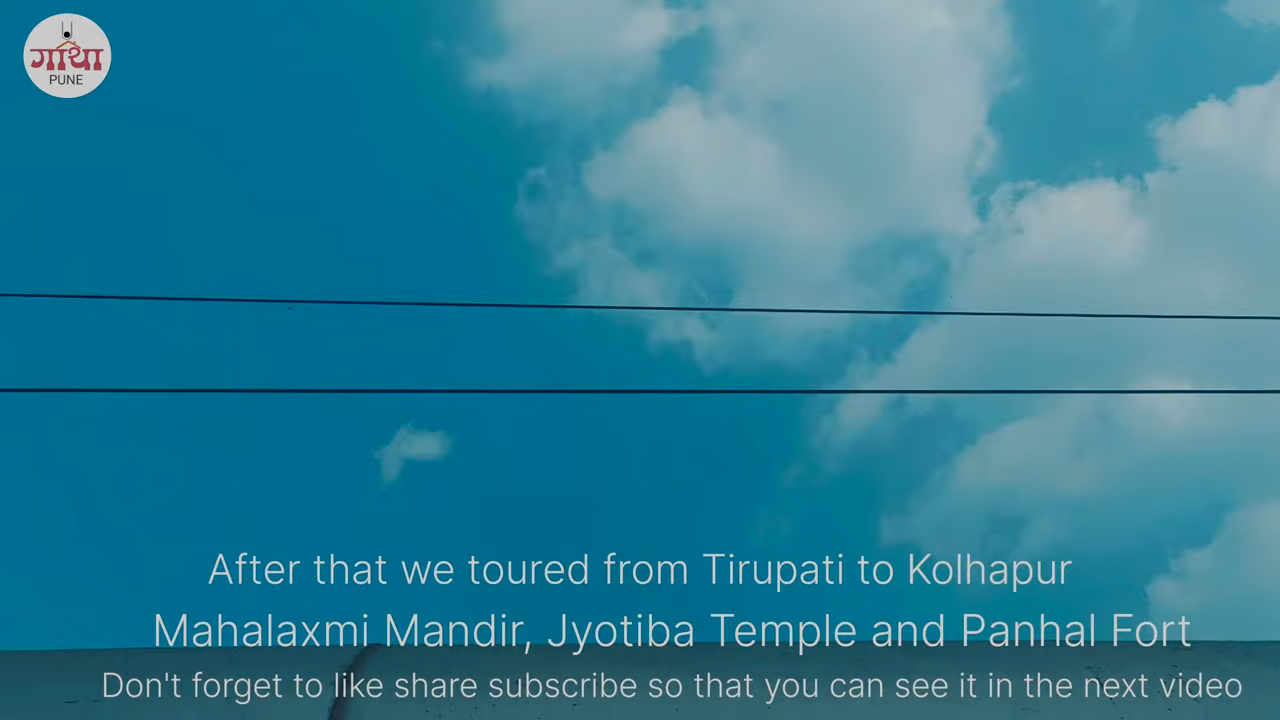 गाथा
PUNE
After that we toured from Tirupati to Kolhapur
Mahalaxmi Mandir, Jyotiba Temple and Panhal Fort
Don't forget to like share subscribe so that you can see it in the next video